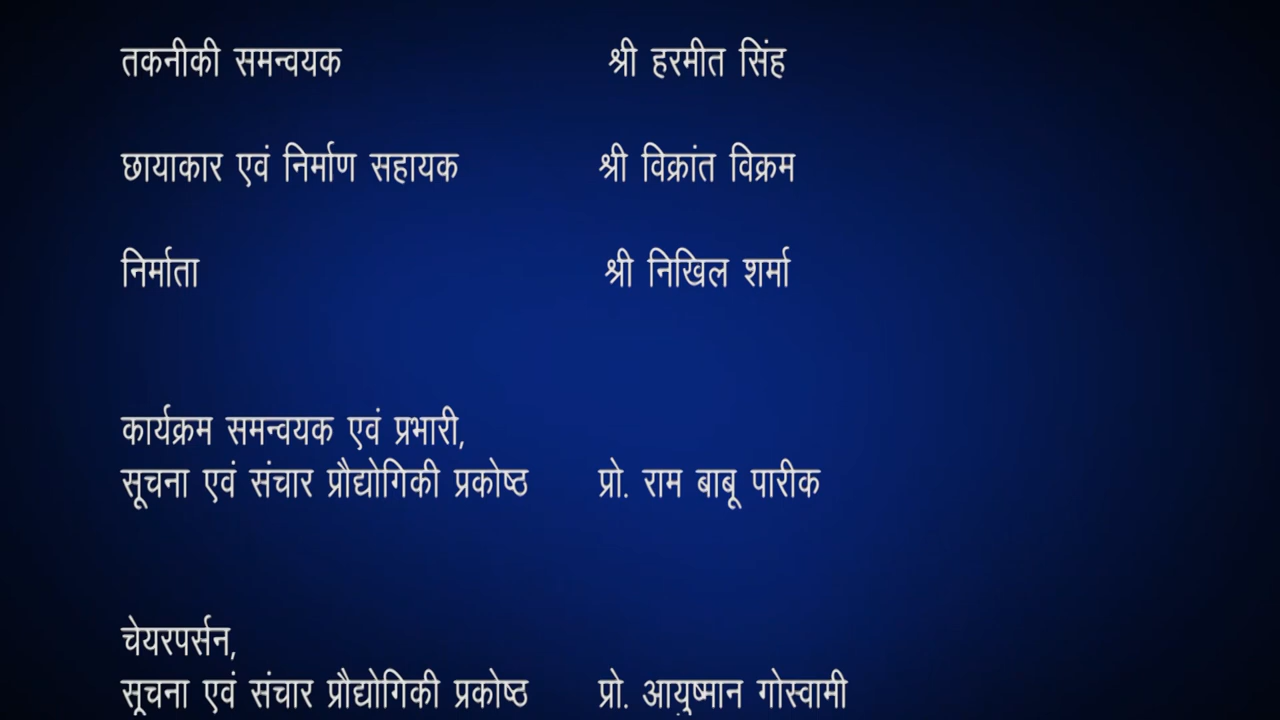 तकनीकी समन्वयक श्री हरमीत सिंह
छायाकार एवं निर्माण सहायक श्री विक्रांत विक्रम
निर्माता श्री निखिल शर्मा
कार्यक्रम समन्वयक एवं प्रभारी,
सूचना एवं संचार प्रौद्योगिकी प्रकोष्ठ प्रो. राम बाबू पारीक
चेयरपर्सन,
सूचना एवं संचार प्रौद्योगिकी प्रकोष्ठ प्रो. आयुष्मान गोस्वामी